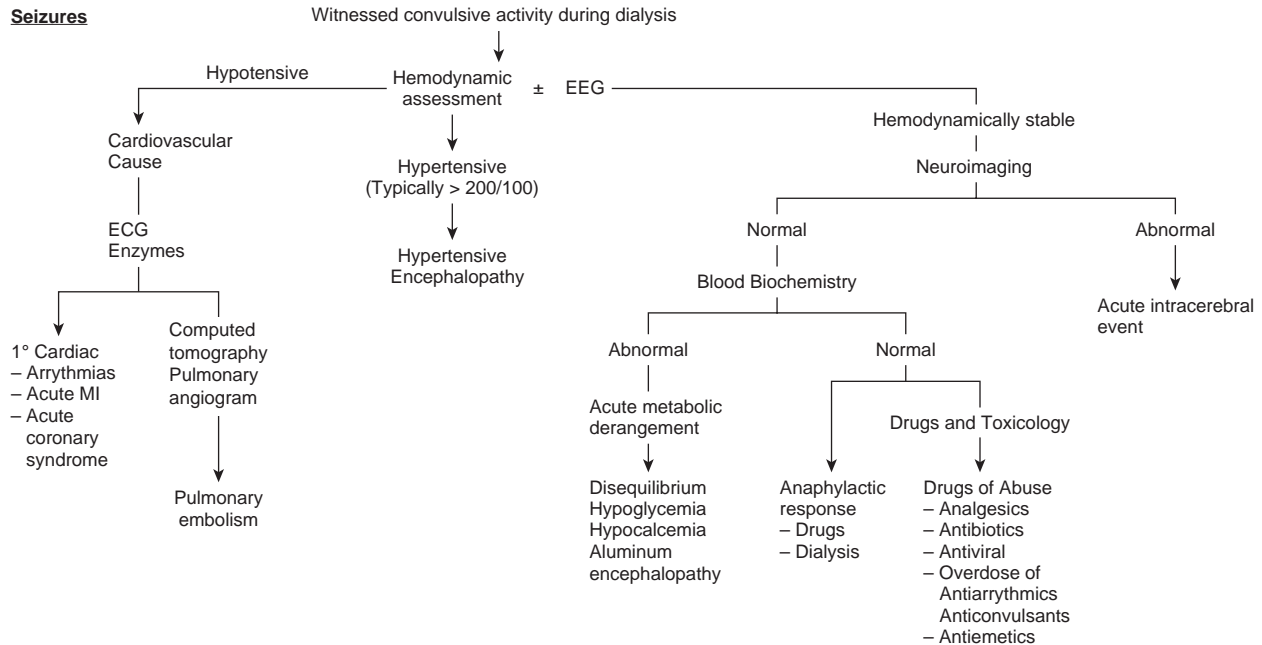 Seizures
Witnessed convulsive activity during dialysis
Hypotensive
Hemodynamic
assessment
± EEG
Hemodynamically stable
Cardiovascular
Cause
Hypertensive
(Typically > 200/100)
Neuroimaging
ECG
Enzymes
Hypertensive
Encephalopathy
Normal
Abnormal
Blood Biochemistry
Acute intracerebral
event
1° Cardiac
– Arrythmias
– Acute MI
– Acute
coronary
syndrome
Computed
tomography
Pulmonary
angiogram
Pulmonary
embolism
Abnormal
Normal
Acute metabolic
derangement
Drugs and Toxicology
Disequilibrium
Hypoglycemia
Hypocalcemia
Aluminum
encephalopathy
Anaphylactic
response
– Drugs
– Dialysis
Drugs of Abuse
– Analgesics
– Antibiotics
– Antiviral
– Overdose of
Antiarrythmics
Anticonvulsants
– Antiemetics